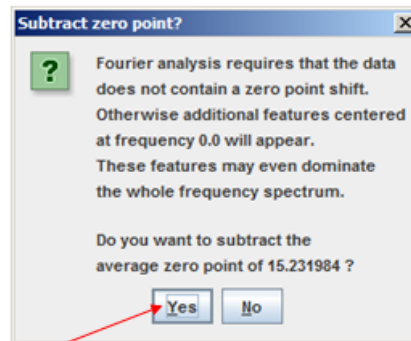 Subtract zero point?
?
Fourier analysis requires that the data
does not contain a zero point shift.
Otherwise additional features centered
at frequency 0.0 will appear.
These features may even dominate
the whole frequency spectrum.
Do you want to subtract the
average zero point of 15.231984 ?
Yes No